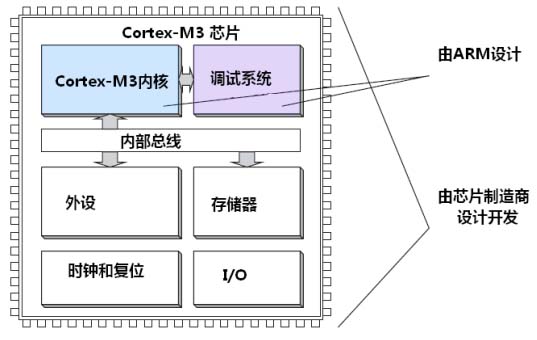 Cortex-M3 芯片
Cortex-M3内核
调试系统
由ARM设计
内部总线
外设
存储器
由芯片制造商
设计开发
时钟和复位
I/O